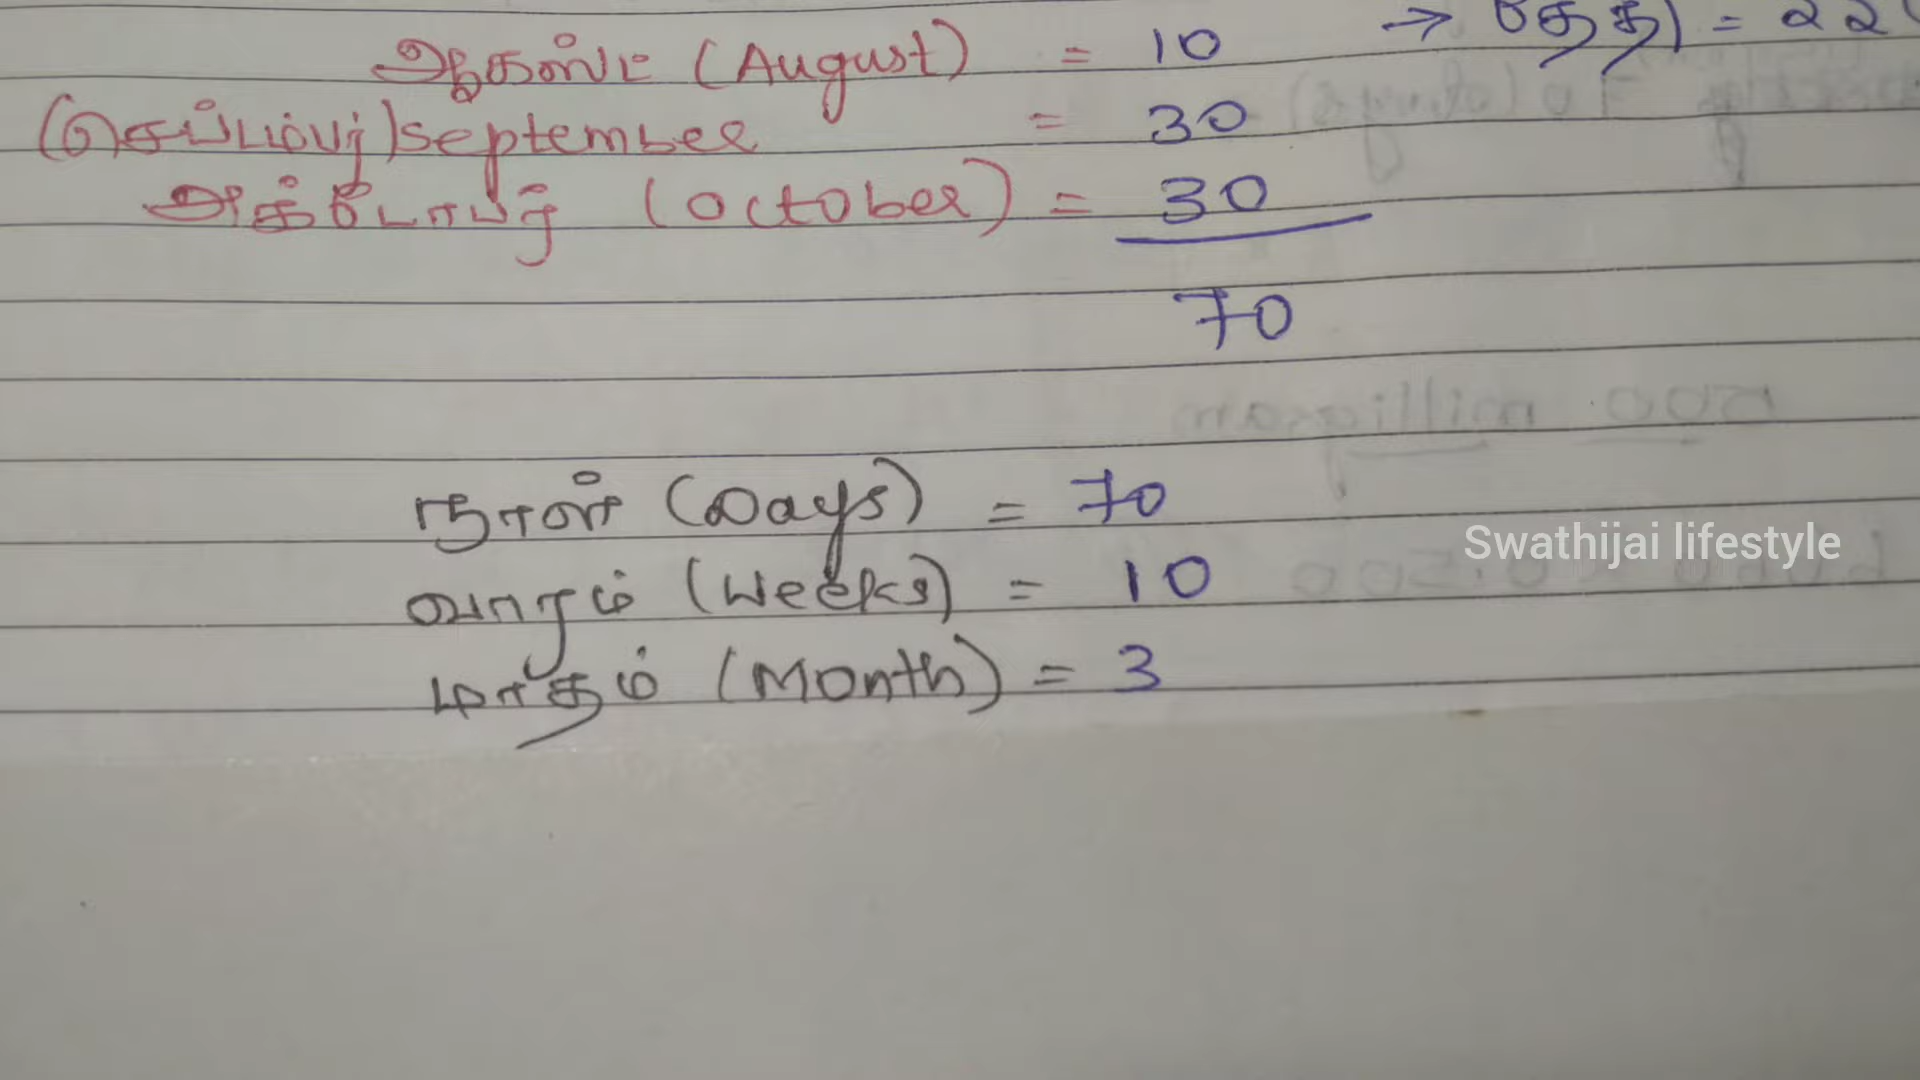 ஆகஸ்ட் (August) = 10 → தேதி = 22
(செப்டம்பர்) September = 30
அக்டோபர் (October) = 30
70
நாள் (Days) = 70
வாரம் (Weeks) = 10
மாதம் (Month) = 3
Swathijai lifestyle